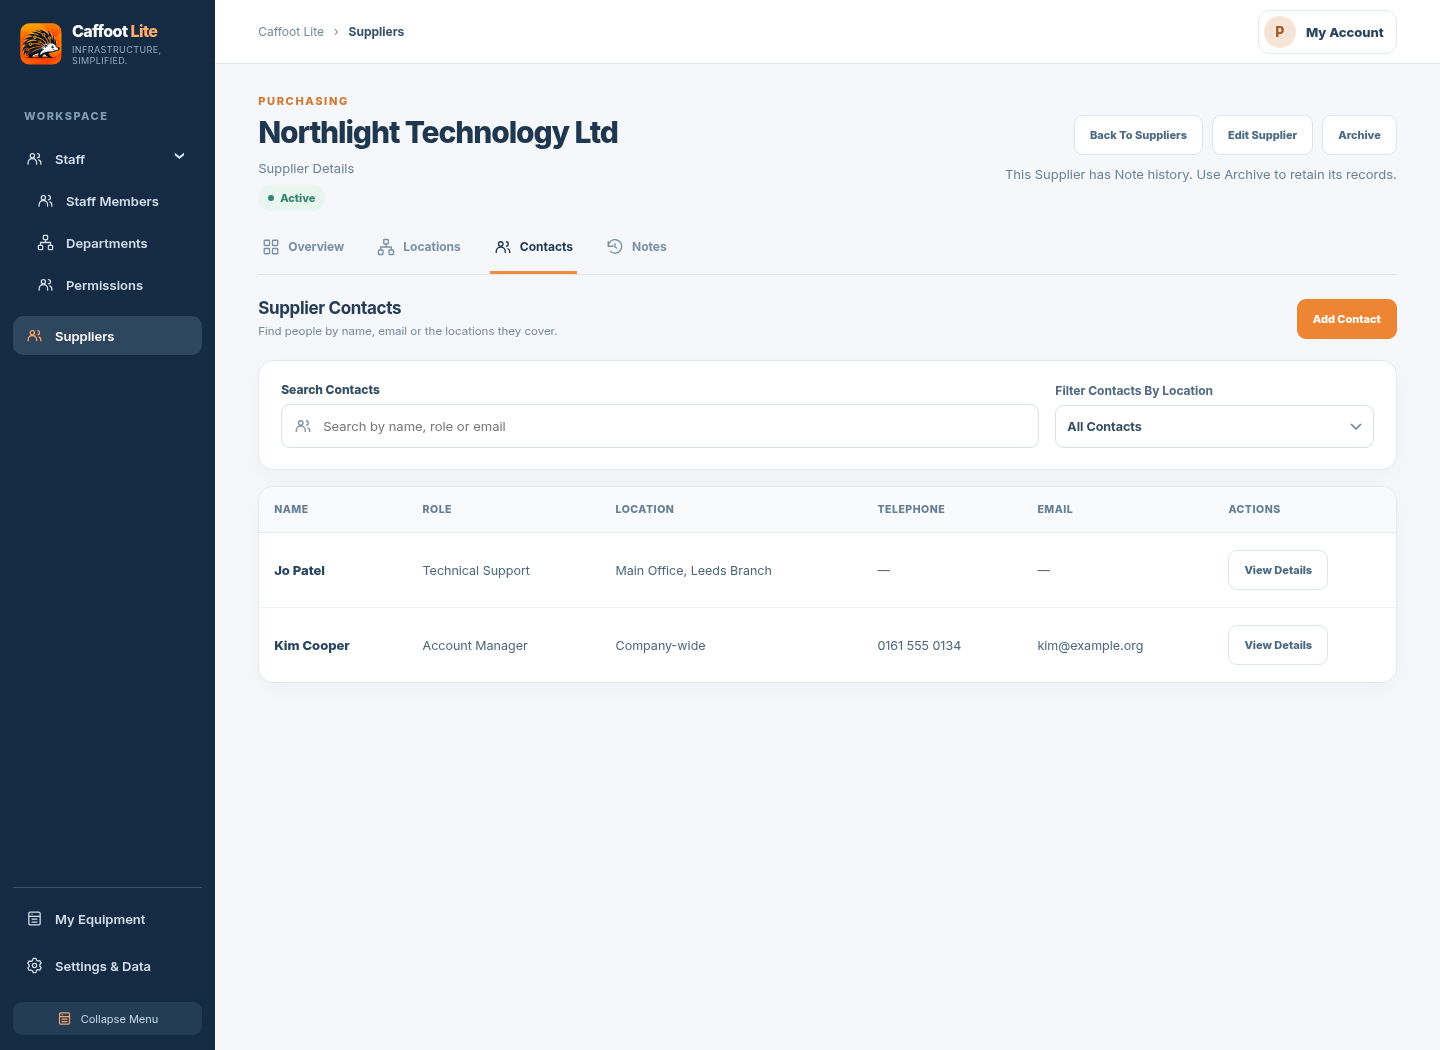 Caffoot Lite
INFRASTRUCTURE,
SIMPLIFIED.
WORKSPACE
Staff
Staff Members
Departments
Permissions
Suppliers
My Equipment
Settings & Data
Collapse Menu
Caffoot Lite › Suppliers
P My Account
PURCHASING
Northlight Technology Ltd
Supplier Details
Active
Back To Suppliers Edit Supplier Archive
This Supplier has Note history. Use Archive to retain its records.
Overview Locations Contacts Notes
Supplier Contacts
Find people by name, email or the locations they cover.
Add Contact
Search Contacts
Search by name, role or email
Filter Contacts By Location
All Contacts
NAME ROLE LOCATION TELEPHONE EMAIL ACTIONS
Jo Patel Technical Support Main Office, Leeds Branch — — View Details
Kim Cooper Account Manager Company-wide 0161 555 0134 kim@example.org View Details